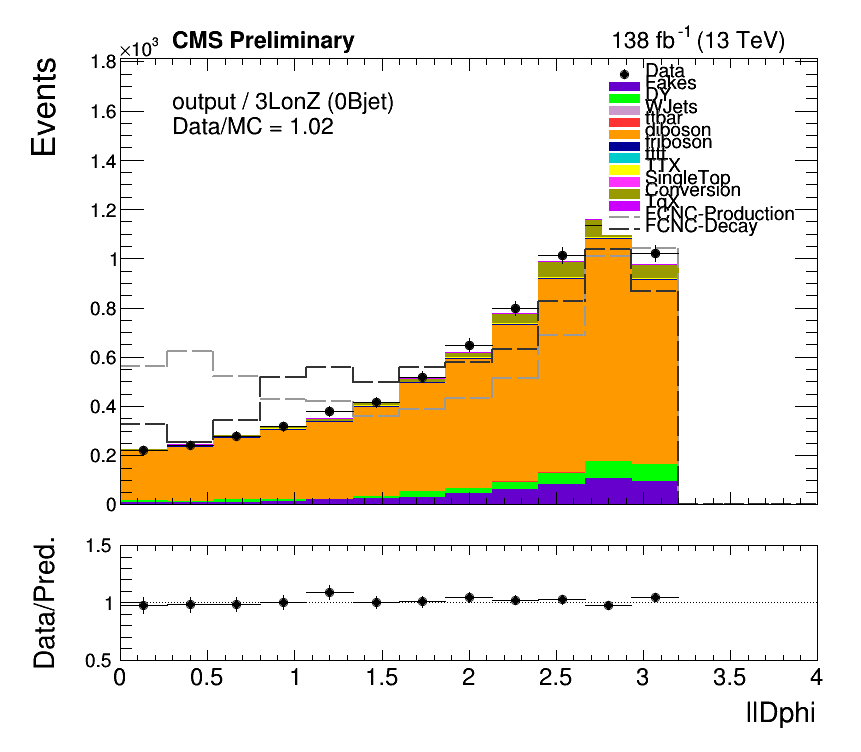 CMS Preliminary
138 fb-1 (13 TeV)
×10³
Events
1.8
1.6
1.4
1.2
1
0.8
0.6
0.4
0.2
0
output / 3LonZ (0Bjet)
Data/MC = 1.02
Data
Fakes
DY
WJets
ttbar
diboson
triboson
tttt
TTX
SingleTop
Conversion
TqX
FCNC-Production
FCNC-Decay
Data/Pred.
1.5
1
0.5
0 0.5 1 1.5 2 2.5 3 3.5 4
llDphi